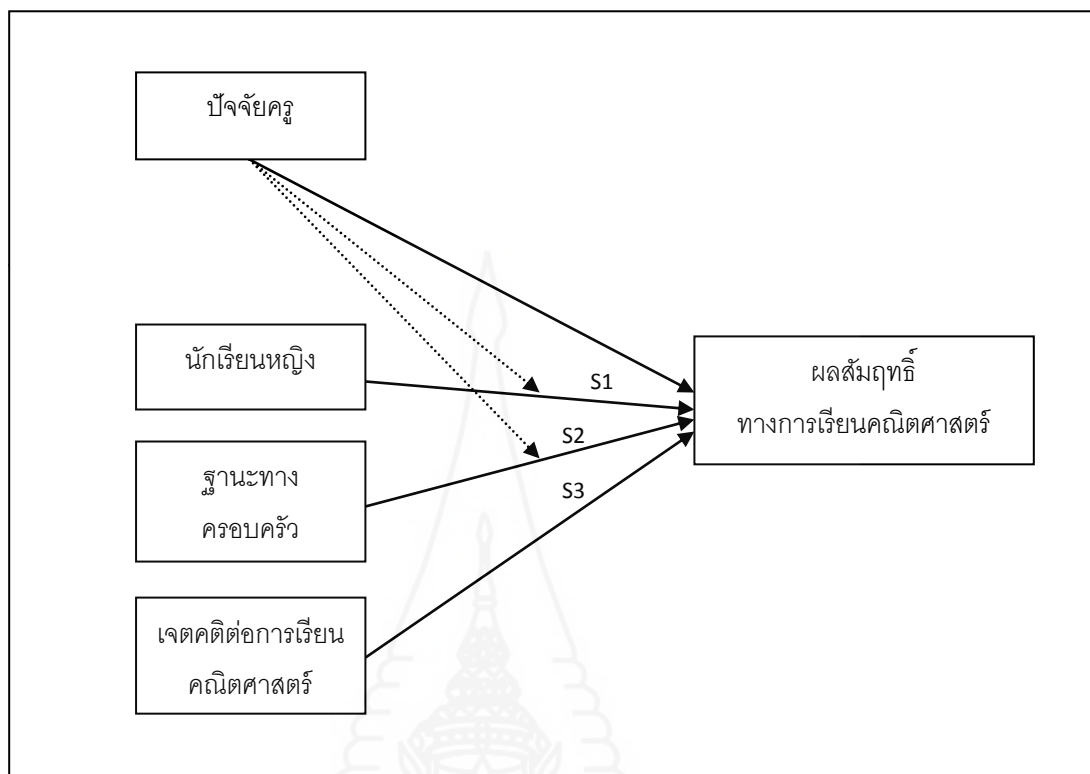 ปัจจัยครู
นักเรียนหญิง
S1
ผลสัมฤทธิ์
ทางการเรียนคณิตศาสตร์
S2
ฐานะทาง
ครอบครัว
S3
เจตคติต่อการเรียน
คณิตศาสตร์